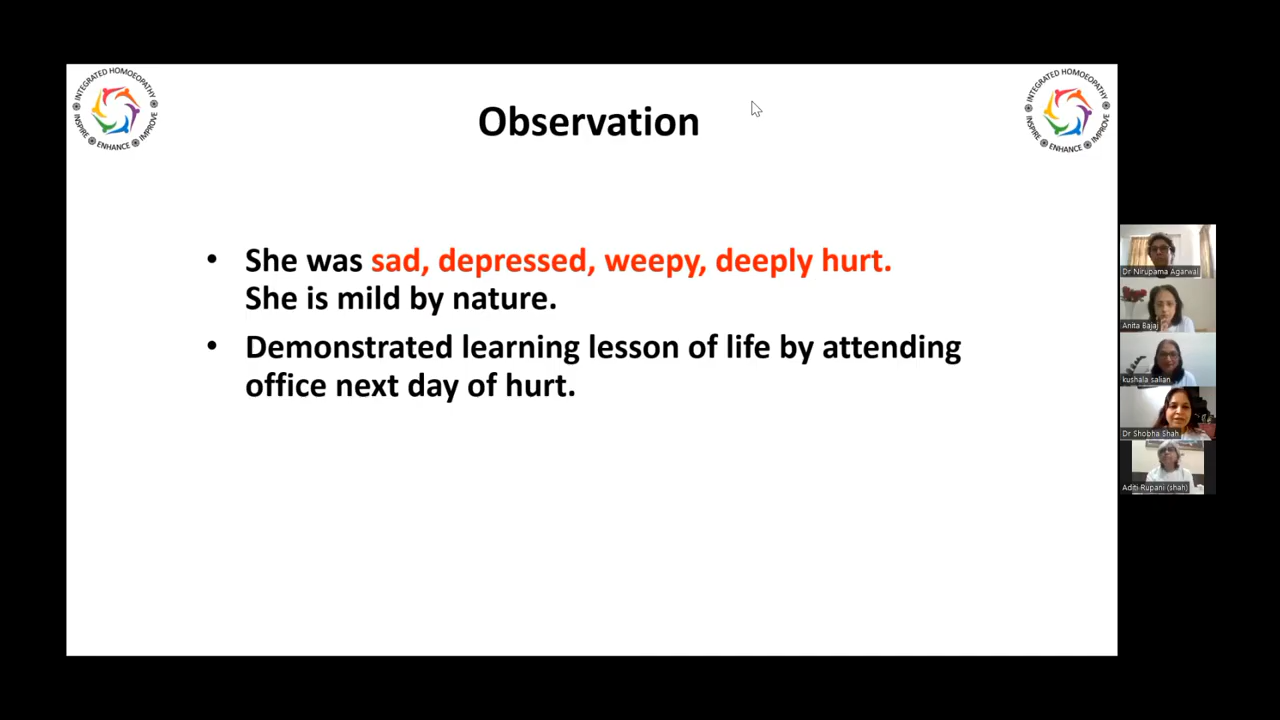 INTEGRATED HOMOEOPATHY
INSPIRE ENHANCE IMPROVE
Observation
INTEGRATED HOMOEOPATHY
INSPIRE ENHANCE IMPROVE
• She was sad, depressed, weepy, deeply hurt.
She is mild by nature.
• Demonstrated learning lesson of life by attending
office next day of hurt.
Dr Nirupama Agarwal
Anita Bajaj
kushala salian
Dr Shobha Shah
Aditi Rupani (shah)